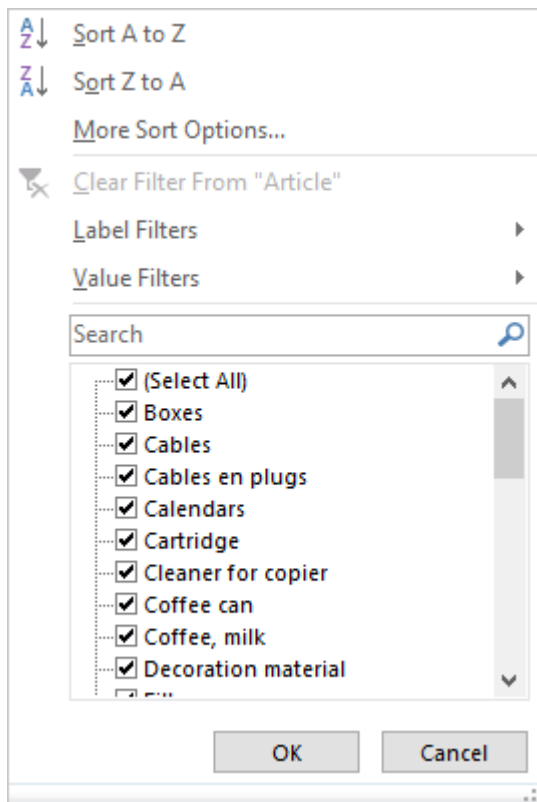 Sort A to Z
Sort Z to A
More Sort Options...
Clear Filter From "Article"
Label Filters
Value Filters
Search
(Select All)
Boxes
Cables
Cables en plugs
Calendars
Cartridge
Cleaner for copier
Coffee can
Coffee, milk
Decoration material
OK Cancel